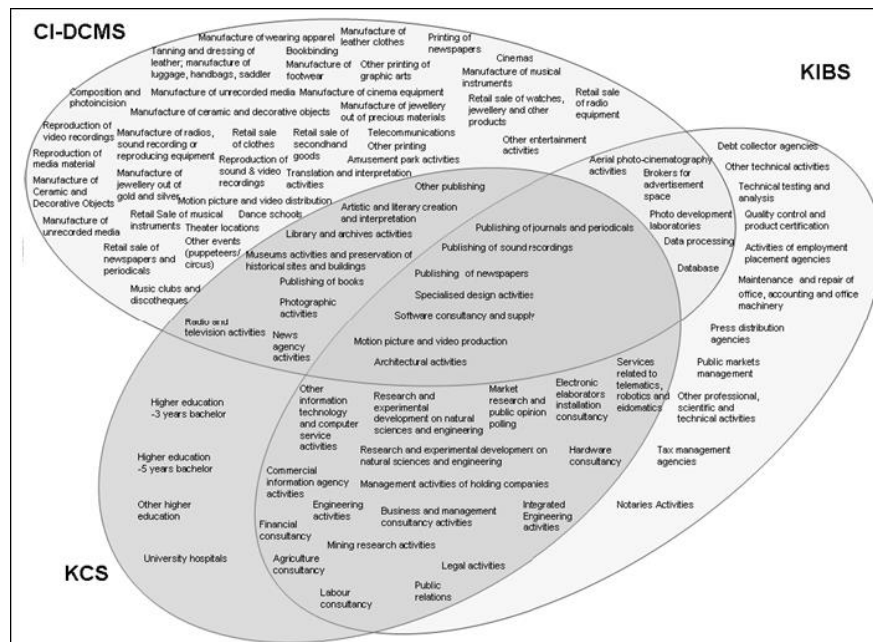 CI-DCMS
KIBS
KCS
Manufacture of wearing apparel
Manufacture of
leather clothes
Printing of
newspapers
Tanning and dressing of
leather; manufacture of
luggage, handbags, saddler
Bookbinding
Manufacture of
footwear
Other printing of
graphic arts
Cinemas
Manufacture of musical
instruments
Composition and
photoincision
Manufacture of unrecorded media
Manufacture of cinema equipment
Retail sale of watches,
jewellery and other
products
Retail sale
of radio
equipment
Manufacture of ceramic and decorative objects
Manufacture of jewellery
out of precious materials
Reproduction of
video recordings
Manufacture of radios,
sound recording or
reproducing equipment
Retail sale
of clothes
Retail sale of
secondhand
goods
Telecommunications
Other printing
Other entertainment
activities
Reproduction of
media material
Reproduction of
sound & video
recordings
Amusement park activities
Translation and interpretation
activities
Manufacture of
Ceramic and
Decorative Objects
Manufacture of
jewellery out of
gold and silver
Motion picture and video distribution
Manufacture of
unrecorded media
Retail Sale of musical
instruments
Dance schools
Theater locations
Other events
(puppeteers/
circus)
Retail sale of
newspapers and
periodicals
Music clubs and
discotheques
Radio and
television activities
Other publishing
Artistic and literary creation
and interpretation
Library and archives activities
Museums activities and preservation of
historical sites and buildings
Publishing of books
Photographic
activities
News
agency
activities
Publishing of journals and periodicals
Publishing of sound recordings
Publishing of newspapers
Specialised design activities
Software consultancy and supply
Motion picture and video production
Architectural activities
Aerial photo-cinematography
activities
Brokers for
advertisement
space
Photo development
laboratories
Data processing
Database
Debt collector agencies
Other technical activities
Technical testing and
analysis
Quality control and
product certification
Activities of employment
placement agencies
Maintenance and repair of
office, accounting and office
machinery
Press distribution
agencies
Public markets
management
Other professional,
scientific and
technical activities
Tax management
agencies
Notaries Activities
Higher education
-3 years bachelor
Higher education
-5 years bachelor
Other higher
education
University hospitals
Other
information
technology
and computer
service
activities
Research and
experimental
development on natural
sciences and engineering
Market
research and
public opinion
polling
Electronic
elaborators
installation
consultancy
Services
related to
telematics,
robotics and
eidomatics
Research and experimental development on
natural sciences and engineering
Hardware
consultancy
Commercial
information agency
activities
Management activities of holding companies
Engineering
activities
Business and management
consultancy activities
Integrated
Engineering
activities
Financial
consultancy
Mining research activities
Agriculture
consultancy
Legal activities
Labour
consultancy
Public
relations